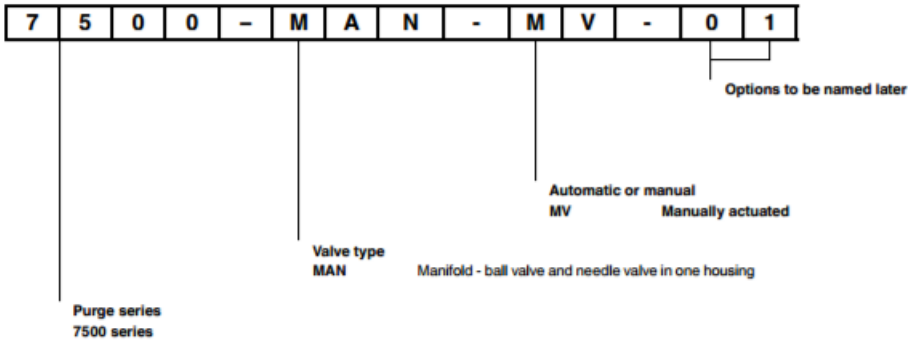 7 5 0 0 – M A N - M V - 0 1
Options to be named later
Automatic or manual
MV Manually actuated
Valve type
MAN Manifold - ball valve and needle valve in one housing
Purge series
7500 series